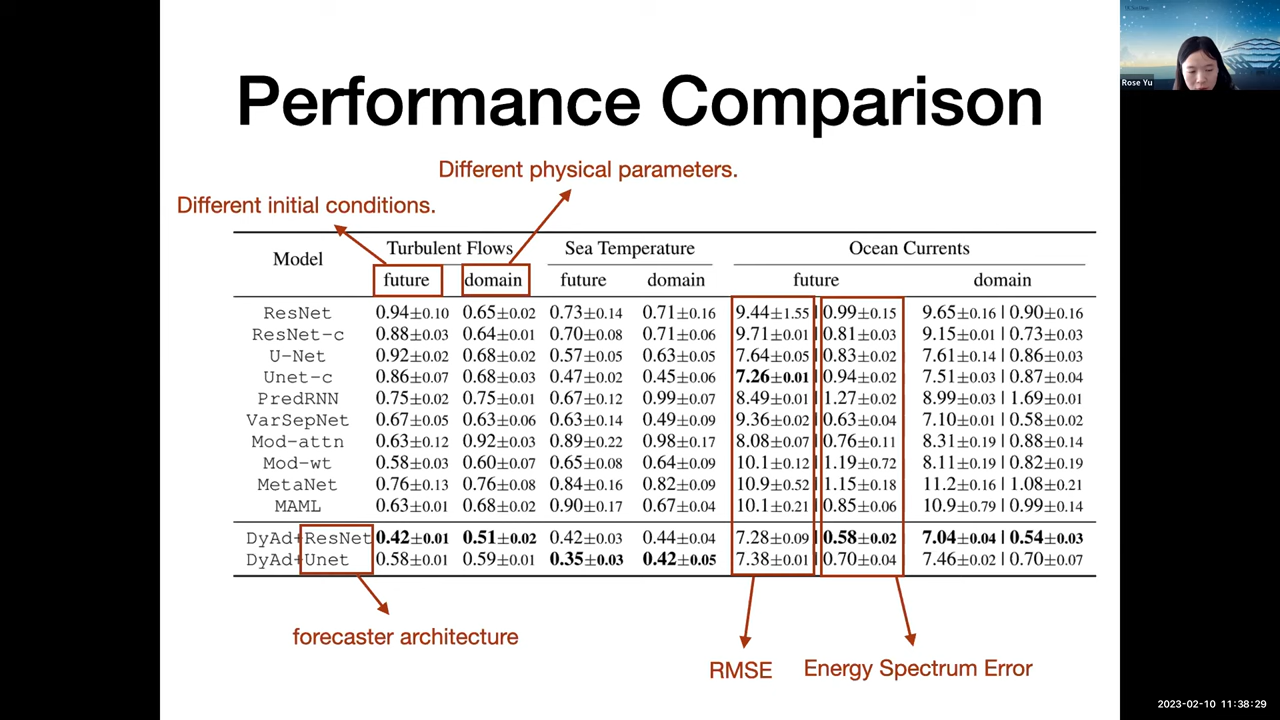 Rose Yu
Performance Comparison
Different physical parameters.
Different initial conditions.
Model Turbulent Flows Sea Temperature Ocean Currents
future domain future domain future domain
ResNet 0.94±0.10 0.65±0.02 0.73±0.14 0.71±0.16 9.44±1.55 | 0.99±0.15 9.65±0.16 | 0.90±0.16
ResNet-c 0.88±0.03 0.64±0.01 0.70±0.08 0.71±0.06 9.71±0.01 | 0.81±0.03 9.15±0.01 | 0.73±0.03
U-Net 0.92±0.02 0.68±0.02 0.57±0.05 0.63±0.05 7.64±0.05 | 0.83±0.02 7.61±0.14 | 0.86±0.03
Unet-c 0.86±0.07 0.68±0.03 0.47±0.02 0.45±0.06 7.26±0.01 | 0.94±0.02 7.51±0.03 | 0.87±0.04
PredRNN 0.75±0.02 0.75±0.01 0.67±0.12 0.99±0.07 8.49±0.01 | 1.27±0.02 8.99±0.03 | 1.69±0.01
VarSepNet 0.67±0.05 0.63±0.06 0.63±0.14 0.49±0.09 9.36±0.02 | 0.63±0.04 7.10±0.01 | 0.58±0.02
Mod-attn 0.63±0.12 0.92±0.03 0.89±0.22 0.98±0.17 8.08±0.07 | 0.76±0.11 8.31±0.19 | 0.88±0.14
Mod-wt 0.58±0.03 0.60±0.07 0.65±0.08 0.64±0.09 10.1±0.12 | 1.19±0.72 8.11±0.19 | 0.82±0.19
MetaNet 0.76±0.13 0.76±0.08 0.84±0.16 0.82±0.09 10.9±0.52 | 1.15±0.18 11.2±0.16 | 1.08±0.21
MAML 0.63±0.01 0.68±0.02 0.90±0.17 0.67±0.04 10.1±0.21 | 0.85±0.06 10.9±0.79 | 0.99±0.14
DyAd+ResNet 0.42±0.01 0.51±0.02 0.42±0.03 0.44±0.04 7.28±0.09 | 0.58±0.02 7.04±0.04 | 0.54±0.03
DyAd+Unet 0.58±0.01 0.59±0.01 0.35±0.03 0.42±0.05 7.38±0.01 | 0.70±0.04 7.46±0.02 | 0.70±0.07
forecaster architecture
RMSE
Energy Spectrum Error
2023-02-10 11:38:29